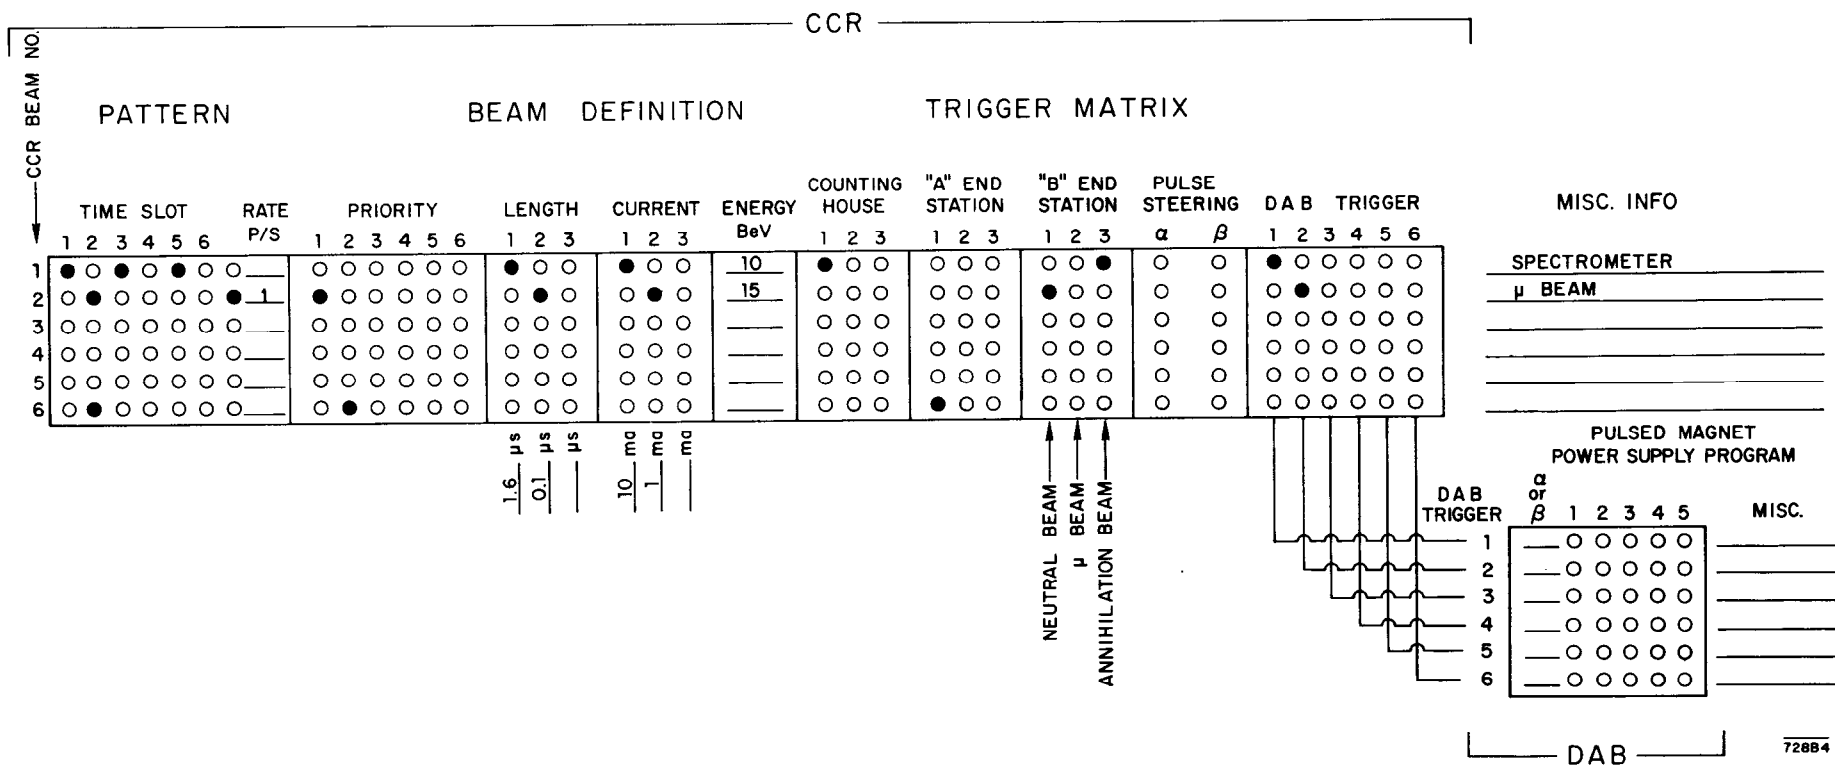 CCR
CCR BEAM NO.
PATTERN BEAM DEFINITION TRIGGER MATRIX
TIME SLOT RATE P/S PRIORITY LENGTH CURRENT ENERGY BeV COUNTING HOUSE "A" END STATION "B" END STATION PULSE STEERING DAB TRIGGER MISC. INFO
1 2 3 4 5 6 1 2 3 4 5 6 1 2 3 1 2 3 1 2 3 1 2 3 1 2 3 α β 1 2 3 4 5 6
1 10 SPECTROMETER
2 1 15 μ BEAM
3
4
5
6
1.6 μs
0.1 μs
μs
10 ma
1 ma
ma
NEUTRAL BEAM
μ BEAM
ANNIHILATION BEAM
PULSED MAGNET
POWER SUPPLY PROGRAM
DAB TRIGGER α or β 1 2 3 4 5 MISC.
1
2
3
4
5
6
DAB
728B4